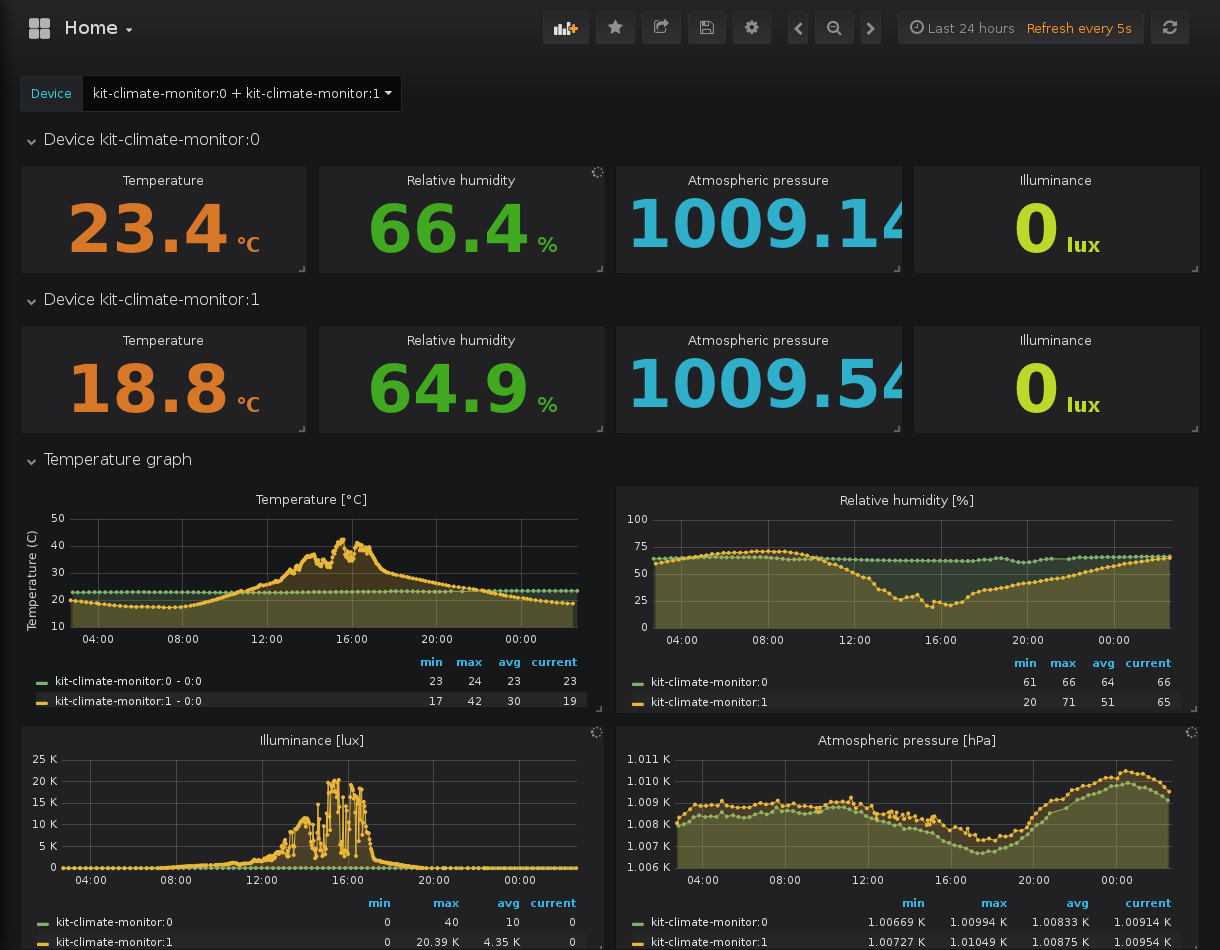 Home
Last 24 hours Refresh every 5s
Device kit-climate-monitor:0 + kit-climate-monitor:1
Device kit-climate-monitor:0
Temperature Relative humidity Atmospheric pressure Illuminance
23.4 °C 66.4 % 1009.14 0 lux
Device kit-climate-monitor:1
Temperature Relative humidity Atmospheric pressure Illuminance
18.8 °C 64.9 % 1009.54 0 lux
Temperature graph
Temperature [°C]
Temperature (C)
50
40
30
20
10
04:00 08:00 12:00 16:00 20:00 00:00
min max avg current
kit-climate-monitor:0 - 0:0 23 24 23 23
kit-climate-monitor:1 - 0:0 17 42 30 19
Relative humidity [%]
100
75
50
25
0
04:00 08:00 12:00 16:00 20:00 00:00
min max avg current
kit-climate-monitor:0 61 66 64 66
kit-climate-monitor:1 20 71 51 65
Illuminance [lux]
25 K
20 K
15 K
10 K
5 K
0
04:00 08:00 12:00 16:00 20:00 00:00
min max avg current
kit-climate-monitor:0 0 40 10 0
kit-climate-monitor:1 0 20.39 K 4.35 K 0
Atmospheric pressure [hPa]
1.011 K
1.010 K
1.009 K
1.008 K
1.007 K
1.006 K
04:00 08:00 12:00 16:00 20:00 00:00
min max avg current
kit-climate-monitor:0 1.00669 K 1.00994 K 1.00833 K 1.00914 K
kit-climate-monitor:1 1.00727 K 1.01049 K 1.00875 K 1.00954 K